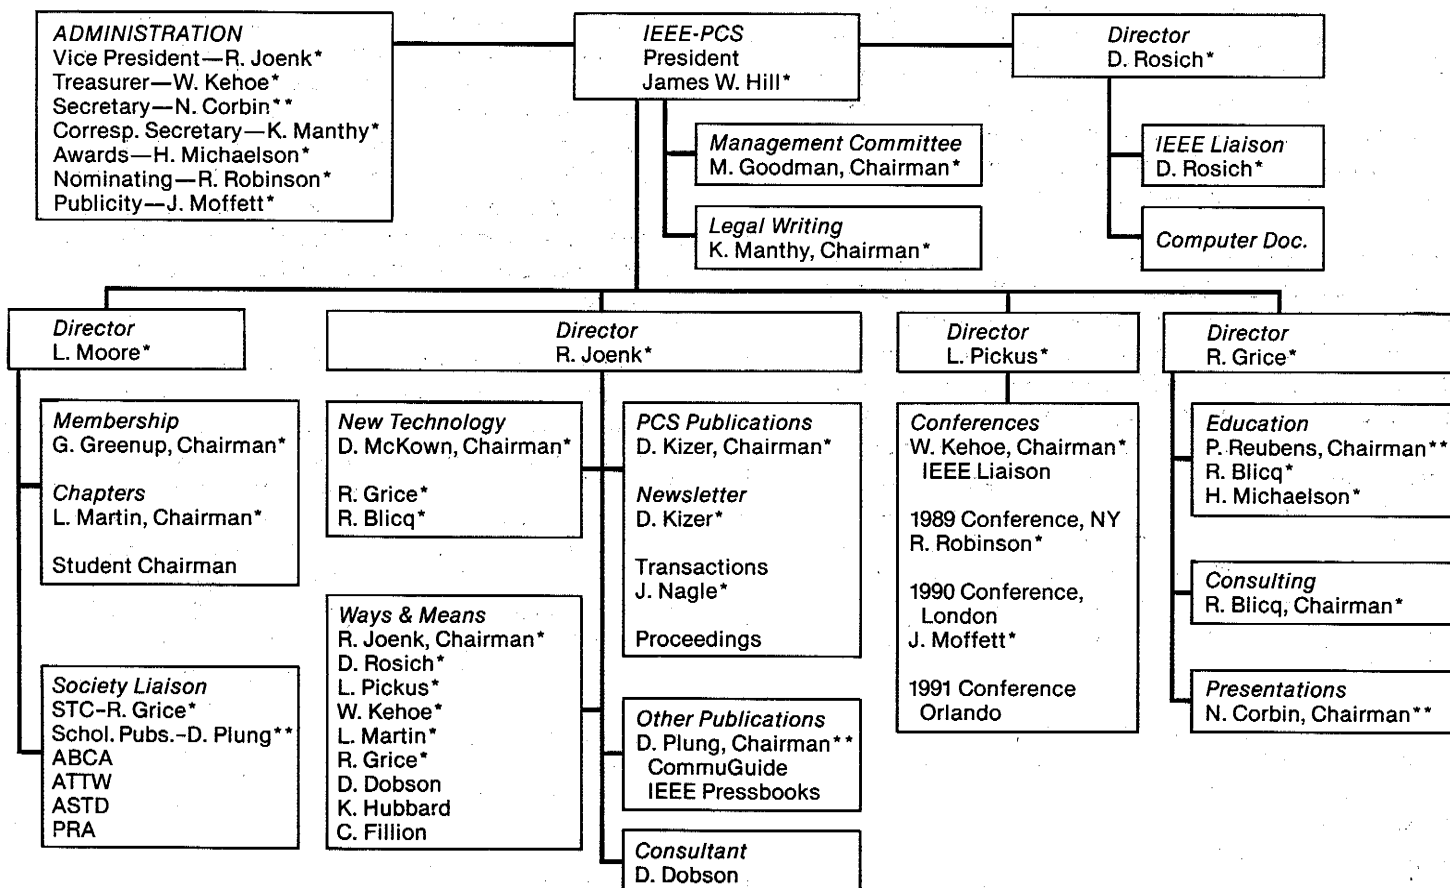 ADMINISTRATION
Vice President—R. Joenk*
Treasurer—W. Kehoe*
Secretary—N. Corbin**
Corresp. Secretary—K. Manthy*
Awards—H. Michaelson*
Nominating—R. Robinson*
Publicity—J. Moffett*
IEEE-PCS
President
James W. Hill*
Director
D. Rosich*
Management Committee
M. Goodman, Chairman*
Legal Writing
K. Manthy, Chairman*
IEEE Liaison
D. Rosich*
Computer Doc.
Director
L. Moore*
Membership
G. Greenup, Chairman*
Chapters
L. Martin, Chairman*
Student Chairman
Society Liaison
STC-R. Grice*
Schol. Pubs.-D. Plung**
ABCA
ATTW
ASTD
PRA
Director
R. Joenk*
New Technology
D. McKown, Chairman*
R. Grice*
R. Blicq*
Ways & Means
R. Joenk, Chairman*
D. Rosich*
L. Pickus*
W. Kehoe*
L. Martin*
R. Grice*
D. Dobson
K. Hubbard
C. Fillion
PCS Publications
D. Kizer, Chairman*
Newsletter
D. Kizer*
Transactions
J. Nagle*
Proceedings
Other Publications
D. Plung, Chairman**
CommuGuide
IEEE Pressbooks
Consultant
D. Dobson
Director
L. Pickus*
Conferences
W. Kehoe, Chairman*
IEEE Liaison
1989 Conference, NY
R. Robinson*
1990 Conference,
London
J. Moffett*
1991 Conference
Orlando
Director
R. Grice*
Education
P. Reubens, Chairman**
R. Blicq*
H. Michaelson*
Consulting
R. Blicq, Chairman*
Presentations
N. Corbin, Chairman**